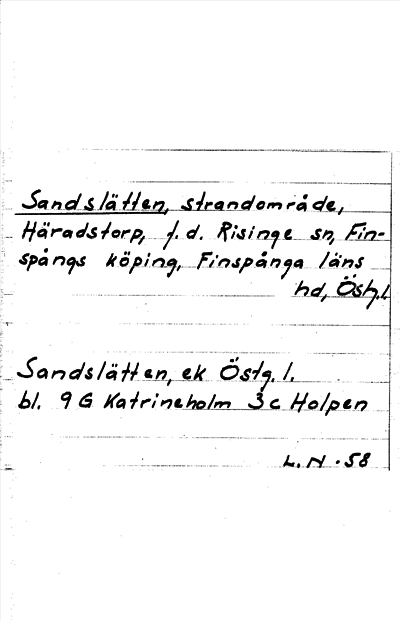 Sandslätten, strandområde,
Häradstorp, f.d. Risinge sn, Fin-
spångs köping, Finspånga läns
hd, Östg.l.
Sandslätten, ek Östg. l.
bl. 9 G Katrineholm 3 c Holpen
L. N. 58